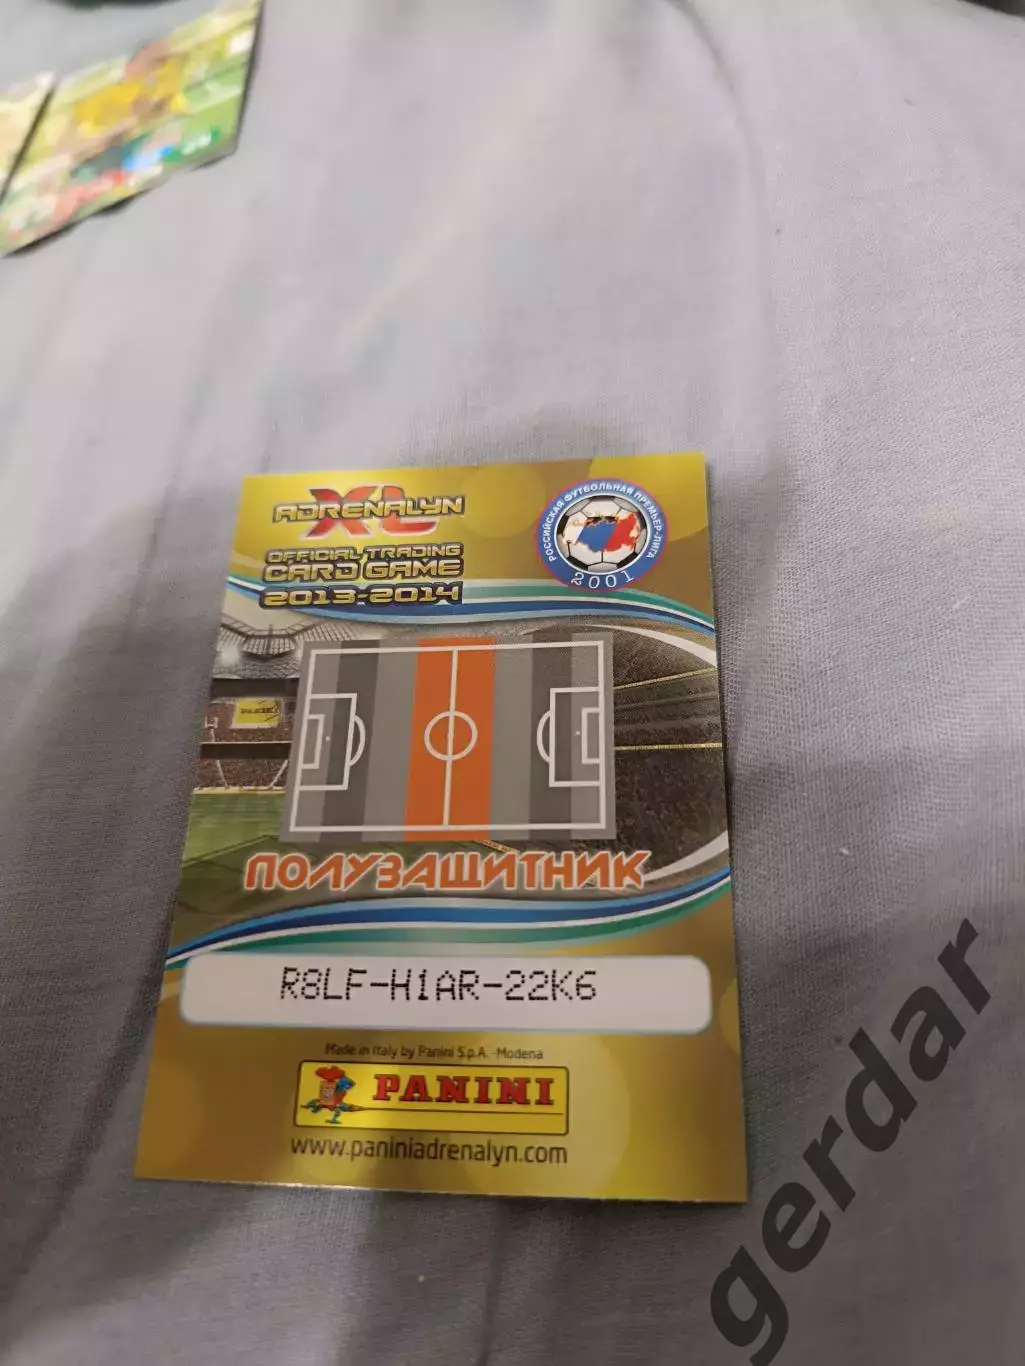 ADRENALYN XL
OFFICIAL TRADING
CARD GAME
2013-2014
РОССИЙСКАЯ ФУТБОЛЬНАЯ ПРЕМЬЕР-ЛИГА
2001
PANINI
ПОЛУЗАЩИТНИК
R8LF-H1AR-22K6
Made in Italy by Panini S.p.A. -Modena
PANINI
www.paniniadrenalyn.com
gerdar